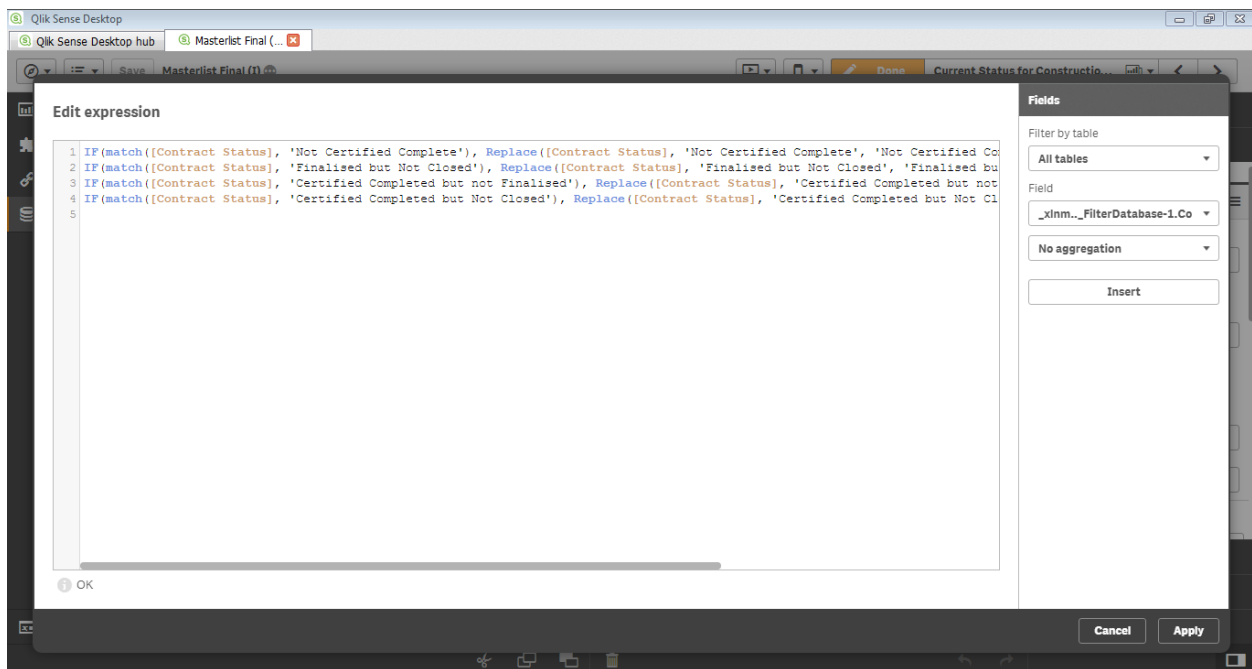 Qlik Sense Desktop
Qlik Sense Desktop hub
Masterlist Final (...
Save
Masterlist Final (I)
Done
Current Status for Constructio...
Edit expression
1 IF(match([Contract Status], 'Not Certified Complete'), Replace([Contract Status], 'Not Certified Complete', 'Not Certified Co
2 IF(match([Contract Status], 'Finalised but Not Closed'), Replace([Contract Status], 'Finalised but Not Closed', 'Finalised bu
3 IF(match([Contract Status], 'Certified Completed but not Finalised'), Replace([Contract Status], 'Certified Completed but not
4 IF(match([Contract Status], 'Certified Completed but Not Closed'), Replace([Contract Status], 'Certified Completed but Not Cl
5
OK
Fields
Filter by table
All tables
Field
_xlnm.._FilterDatabase-1.Co
No aggregation
Insert
Cancel
Apply